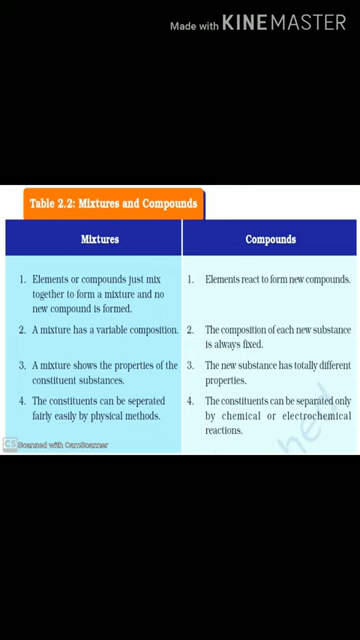 Made with KINEMASTER
Table 2.2: Mixtures and Compounds
Mixtures
Compounds
1. Elements or compounds just mix
together to form a mixture and no
new compound is formed.
1. Elements react to form new compounds.
2. A mixture has a variable composition.
2. The composition of each new substance
is always fixed.
3. A mixture shows the properties of the
constituent substances.
3. The new substance has totally different
properties.
4. The constituents can be seperated
fairly easily by physical methods.
4. The constituents can be separated only
by chemical or electrochemical
reactions.
CS Scanned with CamScanner